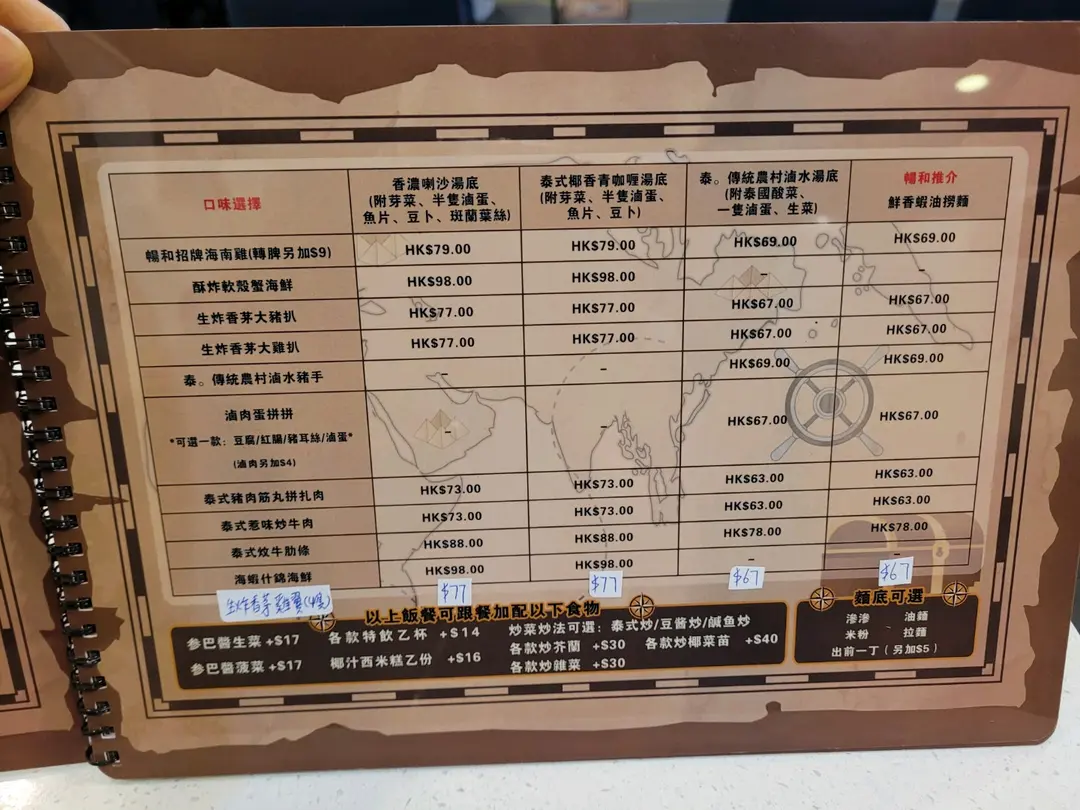 口味選擇
香濃喇沙湯底
(附芽菜、半隻滷蛋、
魚片、豆卜、斑蘭葉絲)
泰式椰香青咖喱湯底
(附芽菜、半隻滷蛋、
魚片、豆卜)
泰。傳統農村滷水湯底
(附泰國酸菜、
一隻滷蛋、生菜)
暢和推介
鮮香蝦油撈麵
暢和招牌海南雞(轉脾另加$9) HK$79.00 HK$79.00 HK$69.00 HK$69.00
酥炸軟殼蟹海鮮 HK$98.00 HK$98.00 – –
生炸香茅大豬扒 HK$77.00 HK$77.00 HK$67.00 HK$67.00
生炸香茅大雞扒 HK$77.00 HK$77.00 HK$67.00 HK$67.00
泰。傳統農村滷水豬手 – – HK$69.00 HK$69.00
滷肉蛋拼拼 – – HK$67.00 HK$67.00
*可選一款：豆腐/紅腸/豬耳絲/滷蛋*
(滷肉另加$4)
泰式豬肉筋丸拼扎肉 HK$73.00 HK$73.00 HK$63.00 HK$63.00
泰式惹味炒牛肉 HK$73.00 HK$73.00 HK$63.00 HK$63.00
泰式炆牛肋條 HK$88.00 HK$88.00 HK$78.00 HK$78.00
海蝦什錦海鮮 HK$98.00 HK$98.00 – –
生炸香茅雞翼(4隻) $77 $77 $67 $67
以上飯餐可跟餐加配以下食物
參巴醬生菜 +$17 各款特飲乙杯 +$14 炒菜炒法可選：泰式炒/豆醬炒/鹹魚炒
各款炒芥蘭 +$30 各款炒椰菜苗 +$40
參巴醬菠菜 +$17 椰汁西米糕乙份 +$16 各款炒雜菜 +$30
麵底可選
滲滲 油麵
米粉 拉麵
出前一丁 (另加$5)